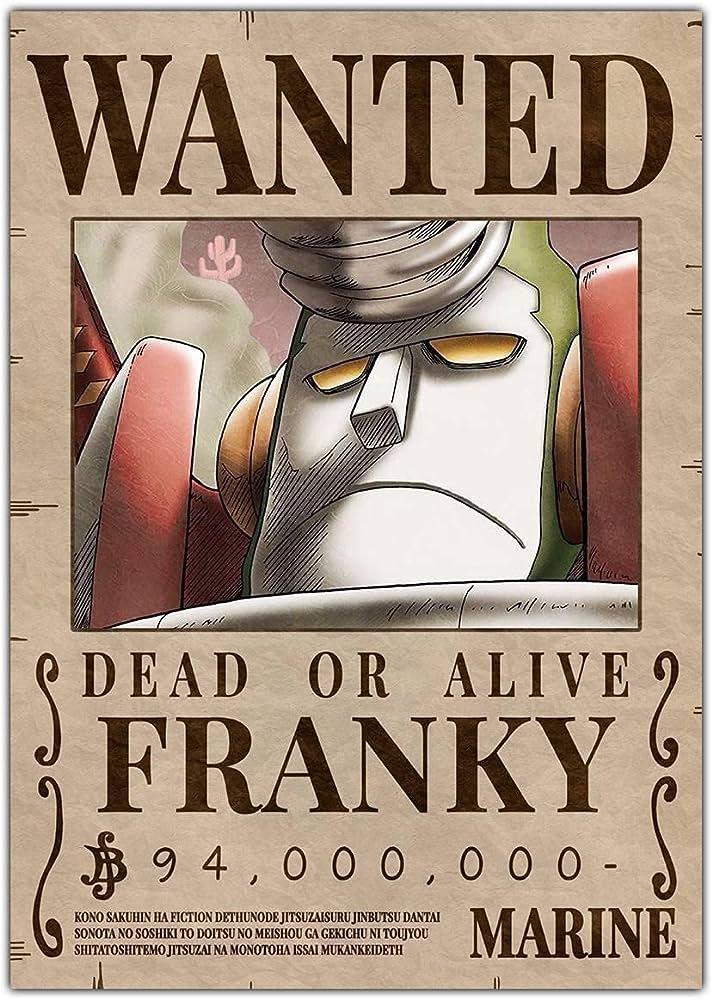 WANTED
DEAD OR ALIVE
FRANKY
฿94,000,000-
KONO SAKUHIN HA FICTION DETHUNODE JITSUZAISURU JINBUTSU DANTAI
SONOTA NO SOSHIKI TO DOITSU NO MEISHOU GA GEKICHU NI TOUJYOU
SHITATOSHITEMO JITSUZAI NA MONOTOHA ISSAI MUKANKEIDETH
MARINE